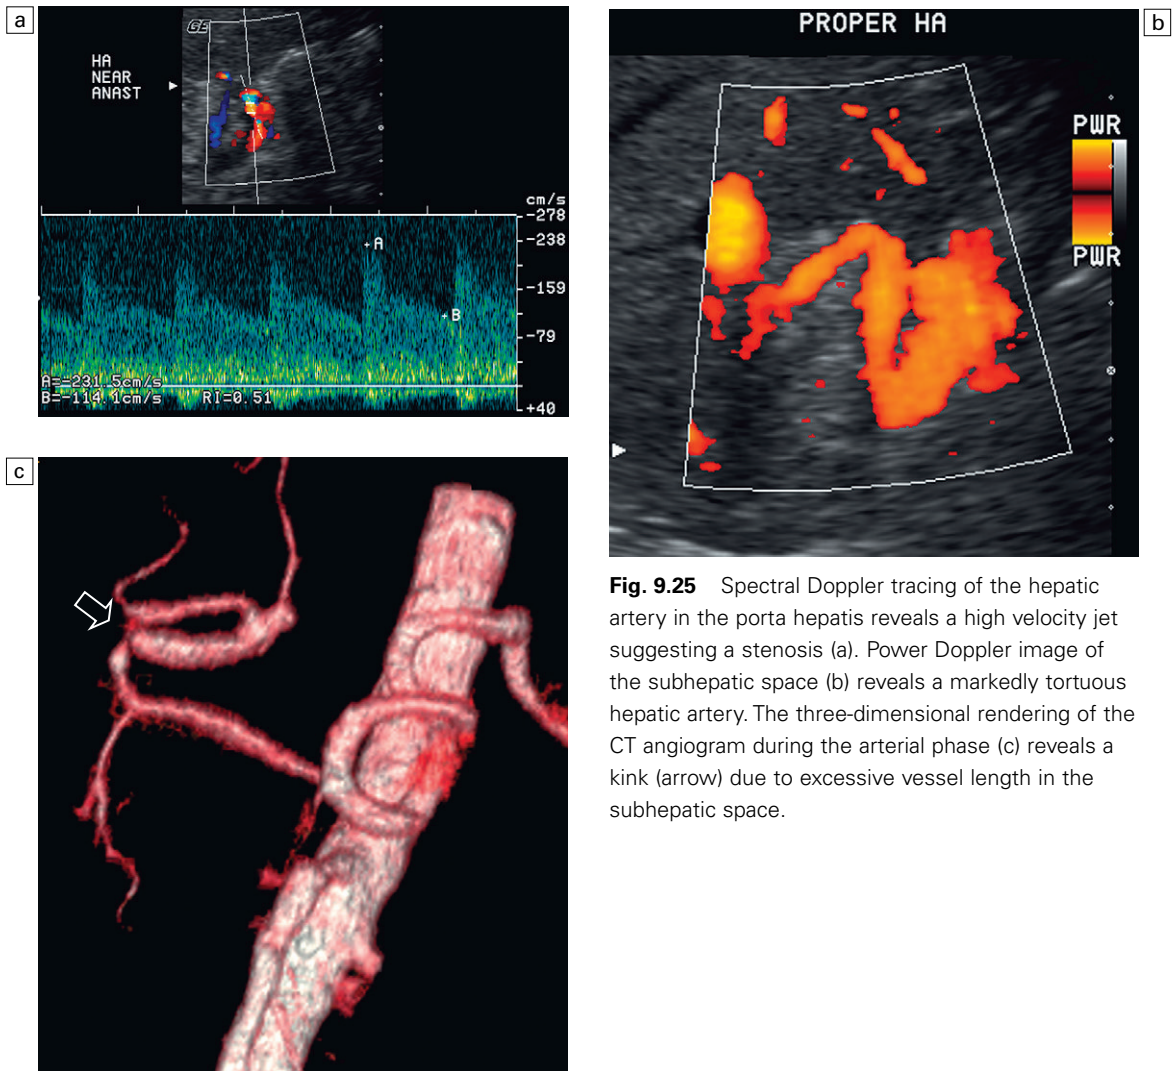 a
GE
HA
NEAR
ANAST
cm/s
-278
-238
A
-159
B
-79
A=-231.5cm/s
B=-114.1cm/s RI=0.51
+40
b
PROPER HA
PWR
PWR
c
Fig. 9.25 Spectral Doppler tracing of the hepatic
artery in the porta hepatis reveals a high velocity jet
suggesting a stenosis (a). Power Doppler image of
the subhepatic space (b) reveals a markedly tortuous
hepatic artery. The three-dimensional rendering of the
CT angiogram during the arterial phase (c) reveals a
kink (arrow) due to excessive vessel length in the
subhepatic space.